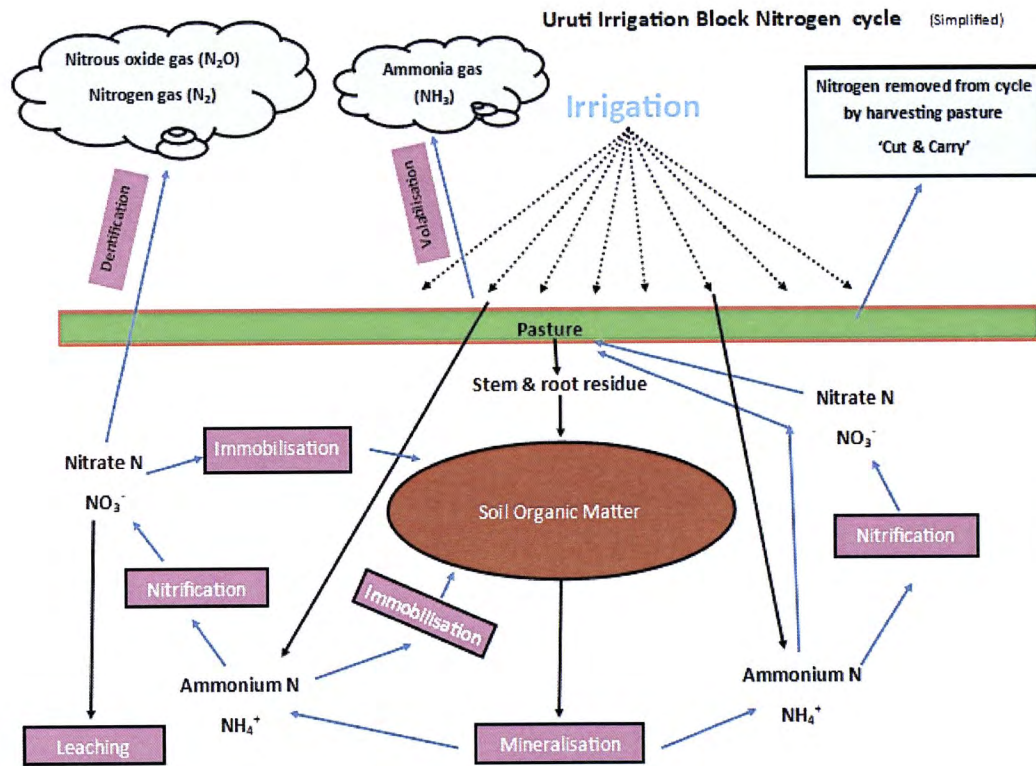 Uruti Irrigation Block Nitrogen cycle (Simplified)
Nitrous oxide gas (N₂O)
Nitrogen gas (N₂)
Ammonia gas
(NH₃)
Irrigation
Nitrogen removed from cycle
by harvesting pasture
'Cut & Carry'
Dentification
Volatilisation
Pasture
Stem & root residue
Nitrate N
NO₃⁻
Immobilisation
Nitrate N
NO₃⁻
Soil Organic Matter
Nitrification
Nitrification
Immobilisation
Ammonium N
NH₄⁺
Ammonium N
NH₄⁺
Leaching
Mineralisation